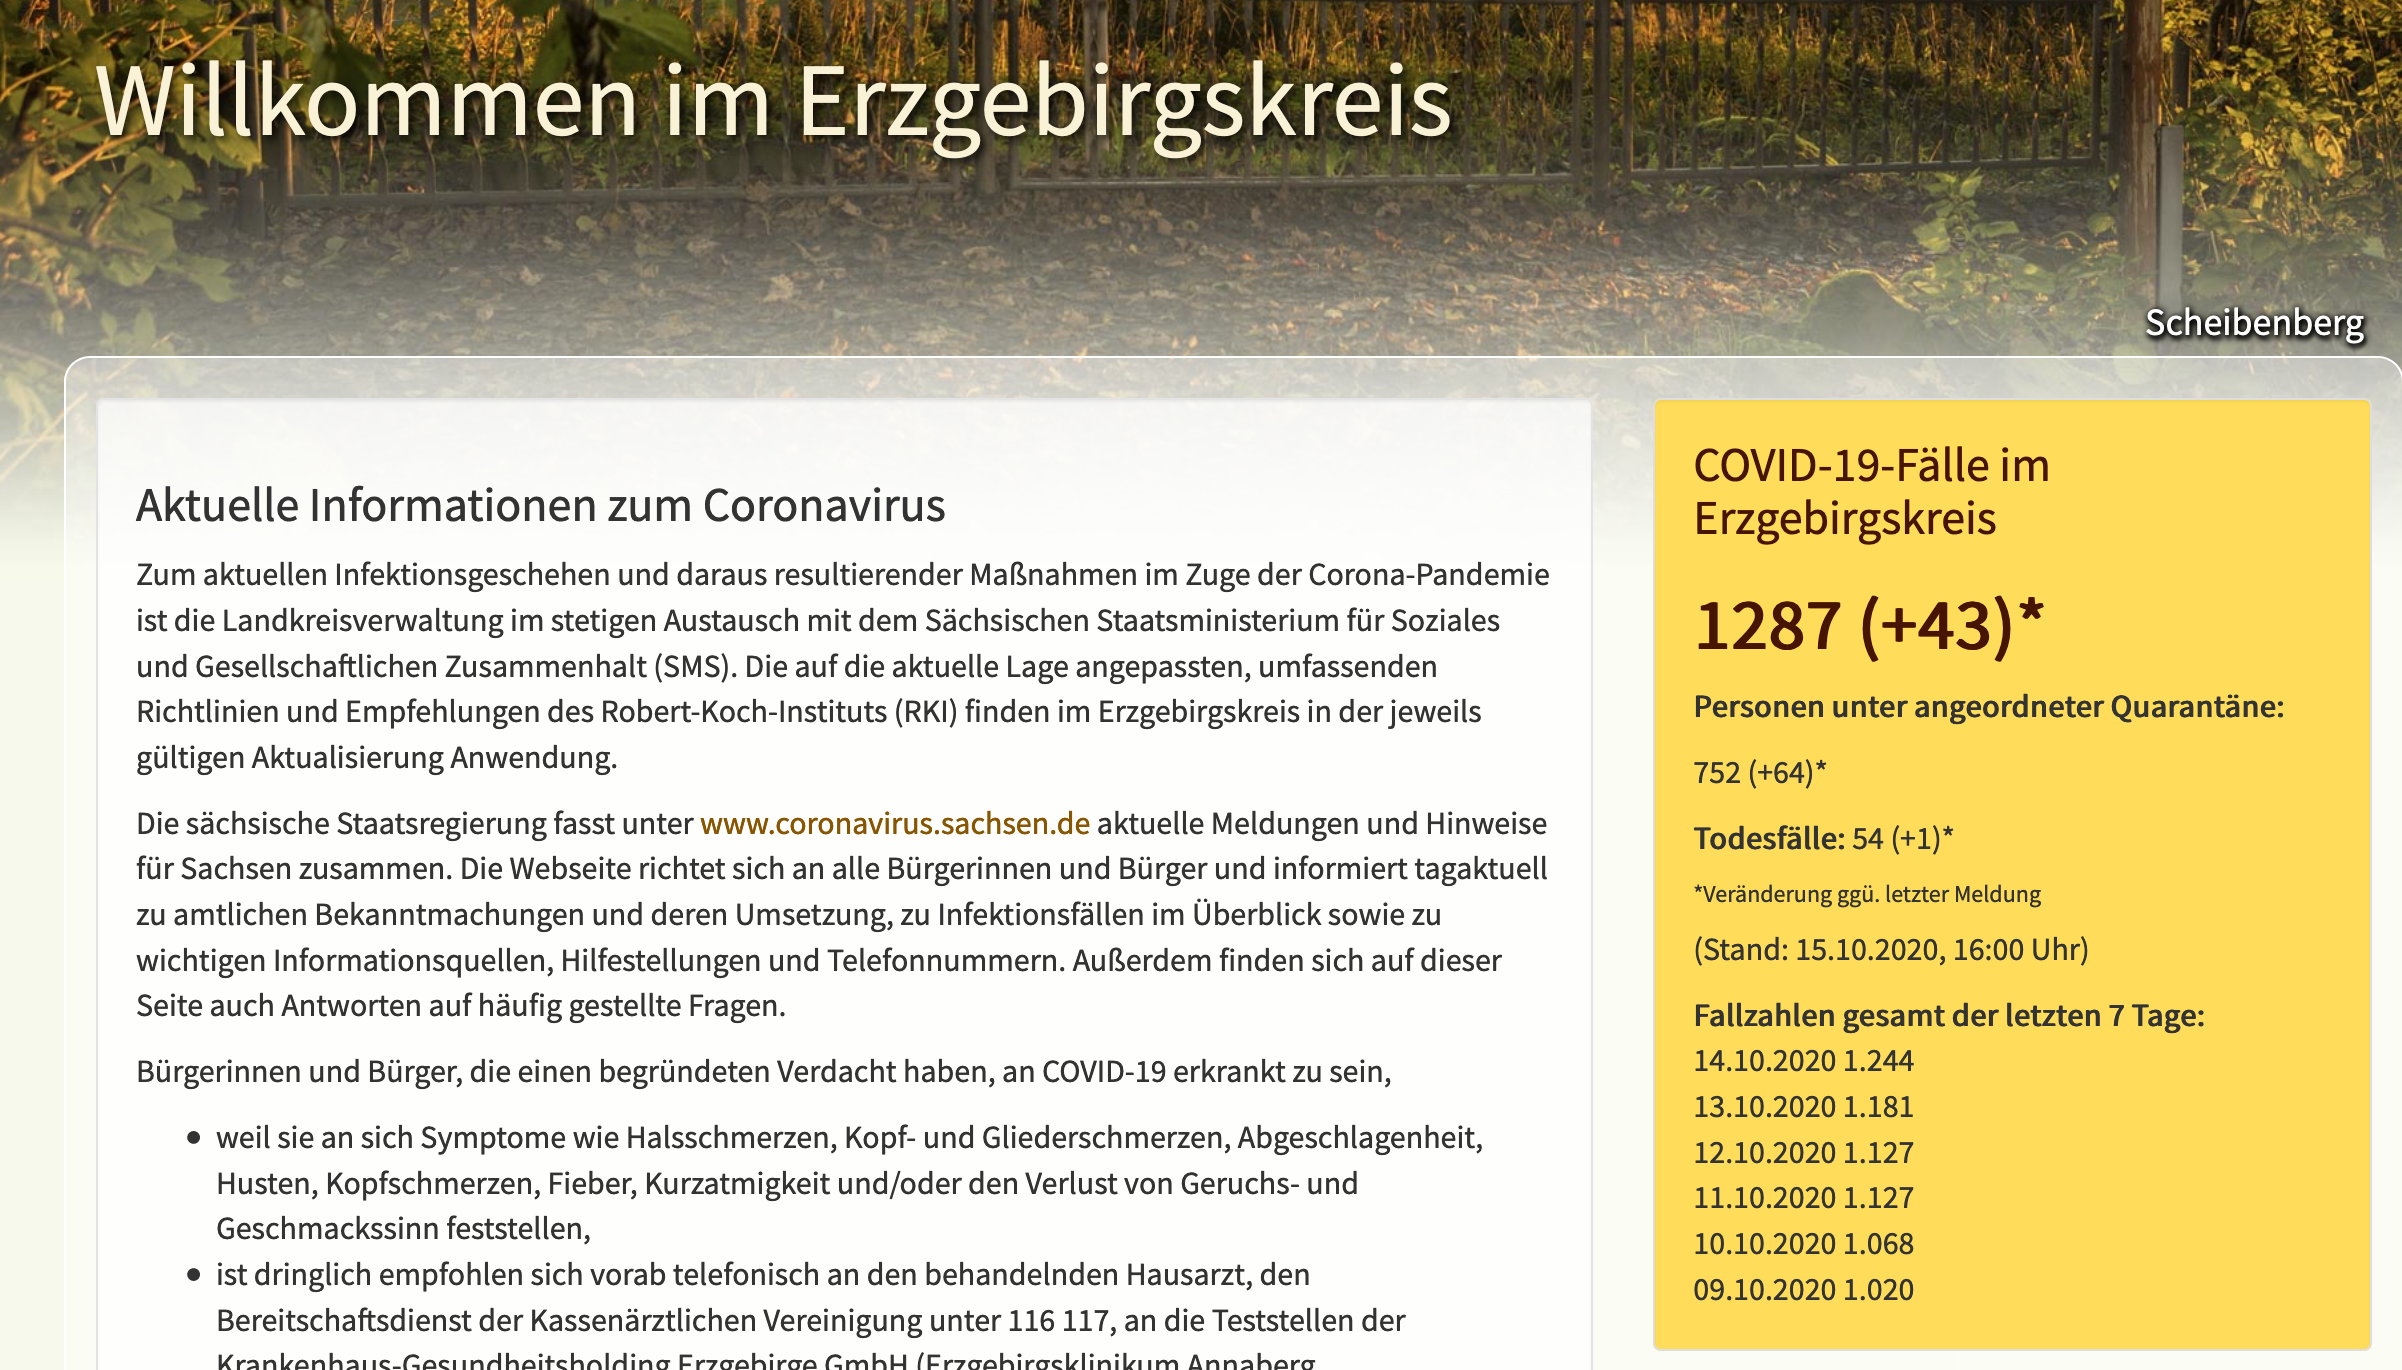 Willkommen im Erzgebirgskreis
Scheibenberg
Aktuelle Informationen zum Coronavirus
Zum aktuellen Infektionsgeschehen und daraus resultierender Maßnahmen im Zuge der Corona-Pandemie
ist die Landkreisverwaltung im stetigen Austausch mit dem Sächsischen Staatsministerium für Soziales
und Gesellschaftlichen Zusammenhalt (SMS). Die auf die aktuelle Lage angepassten, umfassenden
Richtlinien und Empfehlungen des Robert-Koch-Instituts (RKI) finden im Erzgebirgskreis in der jeweils
gültigen Aktualisierung Anwendung.
Die sächsische Staatsregierung fasst unter www.coronavirus.sachsen.de aktuelle Meldungen und Hinweise
für Sachsen zusammen. Die Webseite richtet sich an alle Bürgerinnen und Bürger und informiert tagaktuell
zu amtlichen Bekanntmachungen und deren Umsetzung, zu Infektionsfällen im Überblick sowie zu
wichtigen Informationsquellen, Hilfestellungen und Telefonnummern. Außerdem finden sich auf dieser
Seite auch Antworten auf häufig gestellte Fragen.
Bürgerinnen und Bürger, die einen begründeten Verdacht haben, an COVID-19 erkrankt zu sein,
• weil sie an sich Symptome wie Halsschmerzen, Kopf- und Gliederschmerzen, Abgeschlagenheit,
Husten, Kopfschmerzen, Fieber, Kurzatmigkeit und/oder den Verlust von Geruchs- und
Geschmackssinn feststellen,
• ist dringlich empfohlen sich vorab telefonisch an den behandelnden Hausarzt, den
Bereitschaftsdienst der Kassenärztlichen Vereinigung unter 116 117, an die Teststellen der
Krankenhaus-Gesundheitsholding Erzgebirge GmbH (Erzgebirgsklinikum Annaberg
COVID-19-Fälle im
Erzgebirgskreis
1287 (+43)*
Personen unter angeordneter Quarantäne:
752 (+64)*
Todesfälle: 54 (+1)*
*Veränderung ggü. letzter Meldung
(Stand: 15.10.2020, 16:00 Uhr)
Fallzahlen gesamt der letzten 7 Tage:
14.10.2020 1.244
13.10.2020 1.181
12.10.2020 1.127
11.10.2020 1.127
10.10.2020 1.068
09.10.2020 1.020